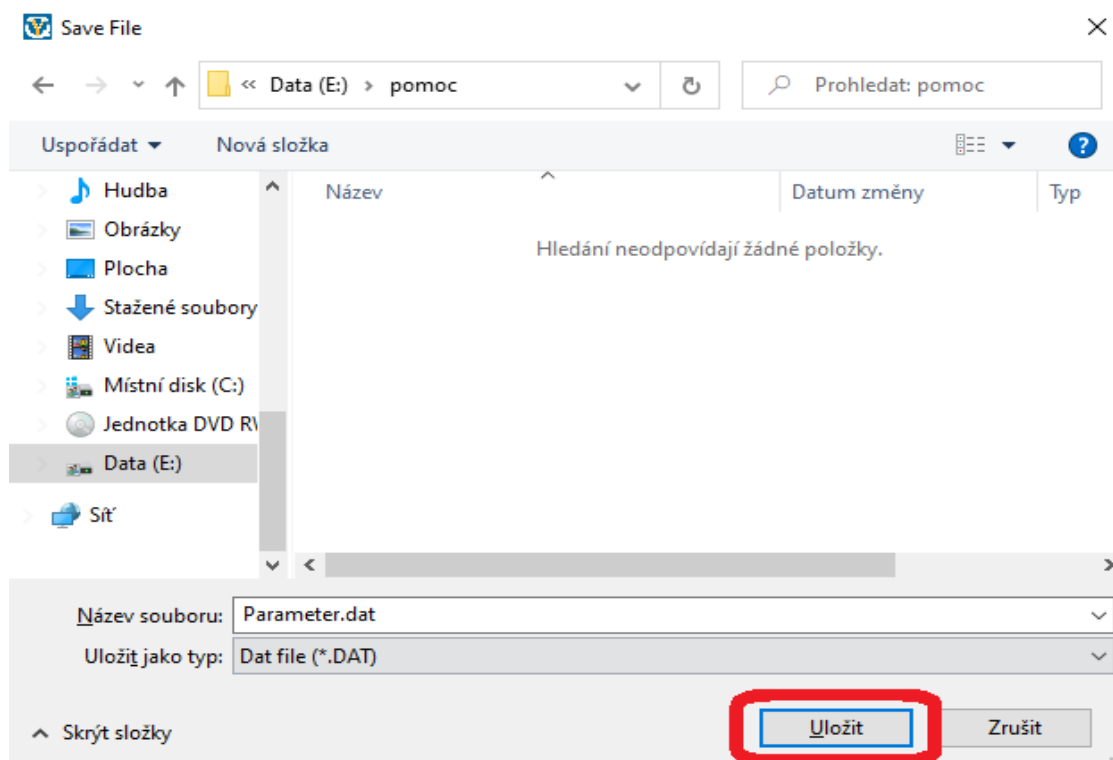 Save File
« Data (E:) › pomoc
Prohledat: pomoc
Uspořádat
Nová složka
Hudba
Obrázky
Plocha
Stažené soubory
Videa
Místní disk (C:)
Jednotka DVD
Data (E:)
Síť
Název
Datum změny
Typ
Hledání neodpovídají žádné položky.
Název souboru: Parameter.dat
Uložit jako typ: Dat file (*.DAT)
Skrýt složky
Uložit
Zrušit